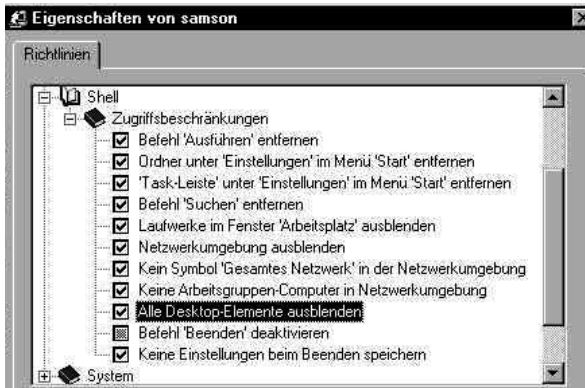 Eigenschaften von samson
Richtlinien
Shell
Zugriffsbeschränkungen
Befehl 'Ausführen' entfernen
Ordner unter 'Einstellungen' im Menü 'Start' entfernen
'Task-Leiste' unter 'Einstellungen' im Menü 'Start' entfernen
Befehl 'Suchen' entfernen
Laufwerke im Fenster 'Arbeitsplatz' ausblenden
Netzwerkumgebung ausblenden
Kein Symbol 'Gesamtes Netzwerk' in der Netzwerkumgebung
Keine Arbeitsgruppen-Computer in Netzwerkumgebung
Alle Desktop-Elemente ausblenden
Befehl 'Beenden' deaktivieren
Keine Einstellungen beim Beenden speichern
System